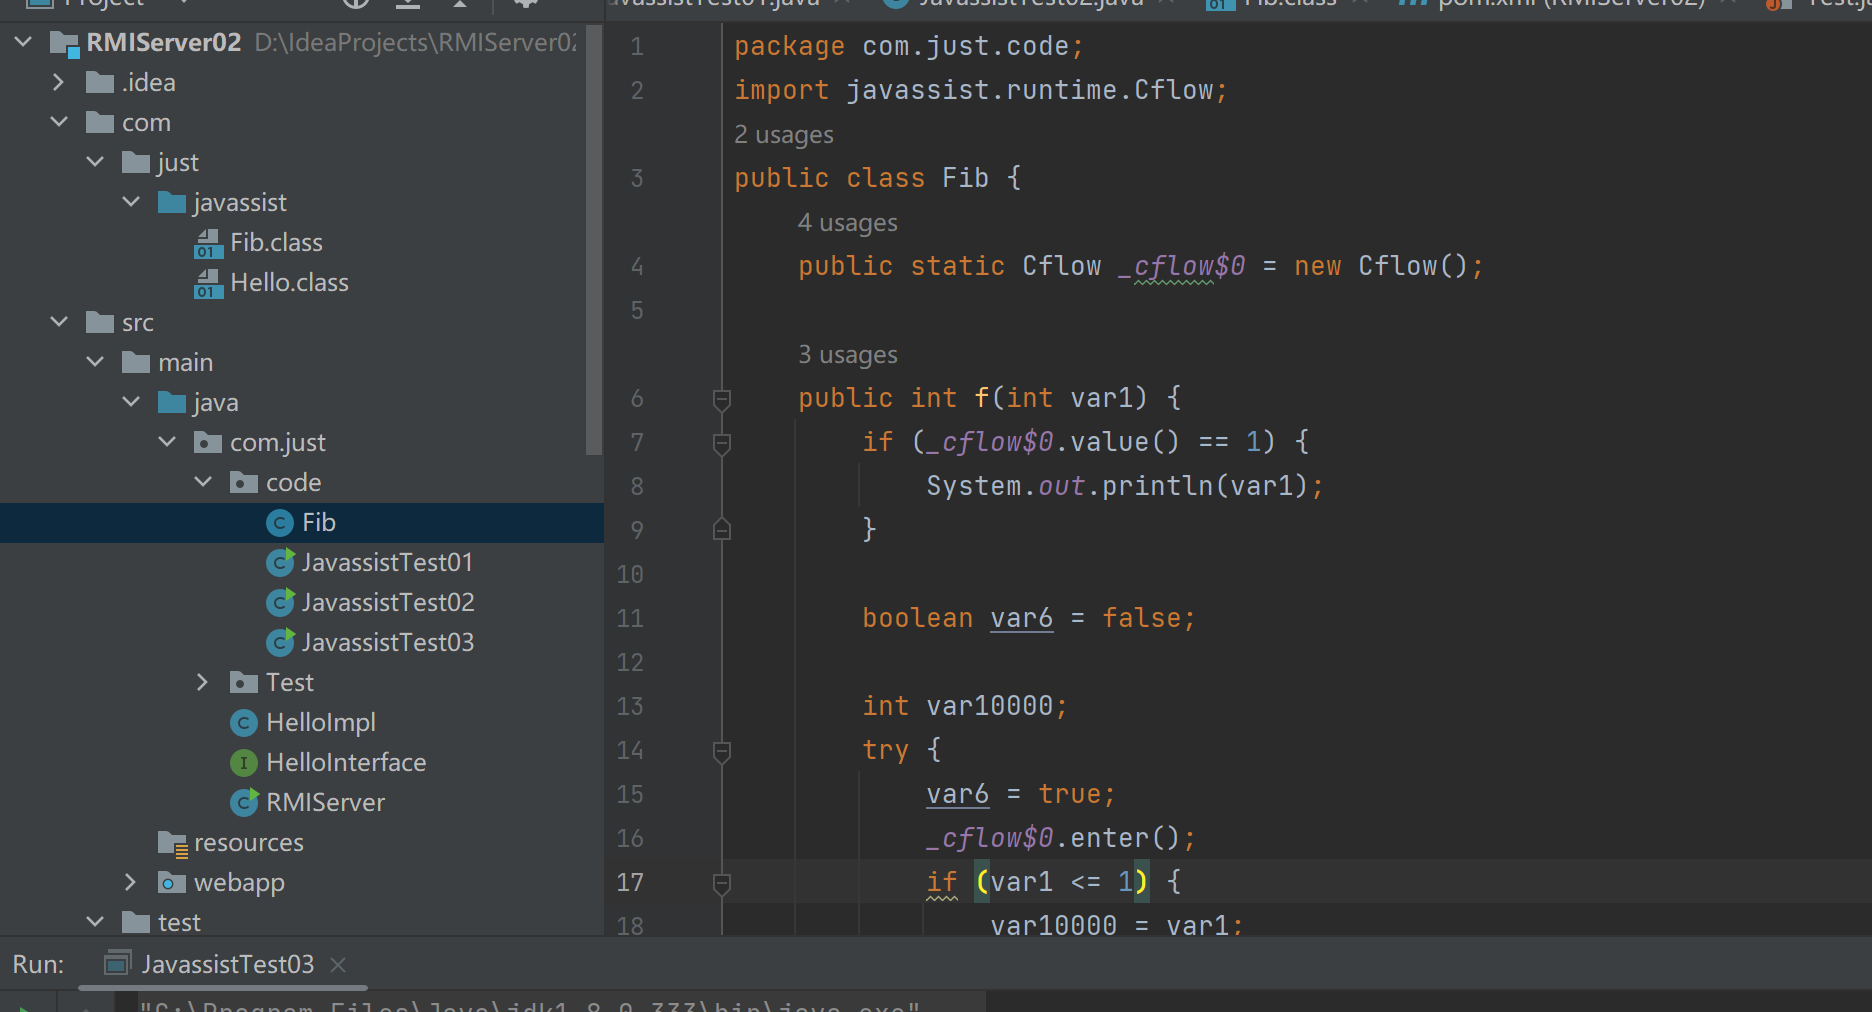 Project
RMIServer02 D:\IdeaProjects\RMIServer02
.idea
com
just
javassist
Fib.class
Hello.class
src
main
java
com.just
code
Fib
JavassistTest01
JavassistTest02
JavassistTest03
Test
HelloImpl
HelloInterface
RMIServer
resources
webapp
test
JavassistTest02.java
Fib.class
pom.xml (RMIServer02)
1 package com.just.code;
2 import javassist.runtime.Cflow;
2 usages
3 public class Fib {
4 usages
4 public static Cflow _cflow$0 = new Cflow();
5
3 usages
6 public int f(int var1) {
7 if (_cflow$0.value() == 1) {
8 System.out.println(var1);
9 }
10
11 boolean var6 = false;
12
13 int var10000;
14 try {
15 var6 = true;
16 _cflow$0.enter();
17 if (var1 <= 1) {
18 var10000 = var1;
Run: JavassistTest03
"C:\Program Files\Java\jdk1.8.0_333\bin\java.exe"